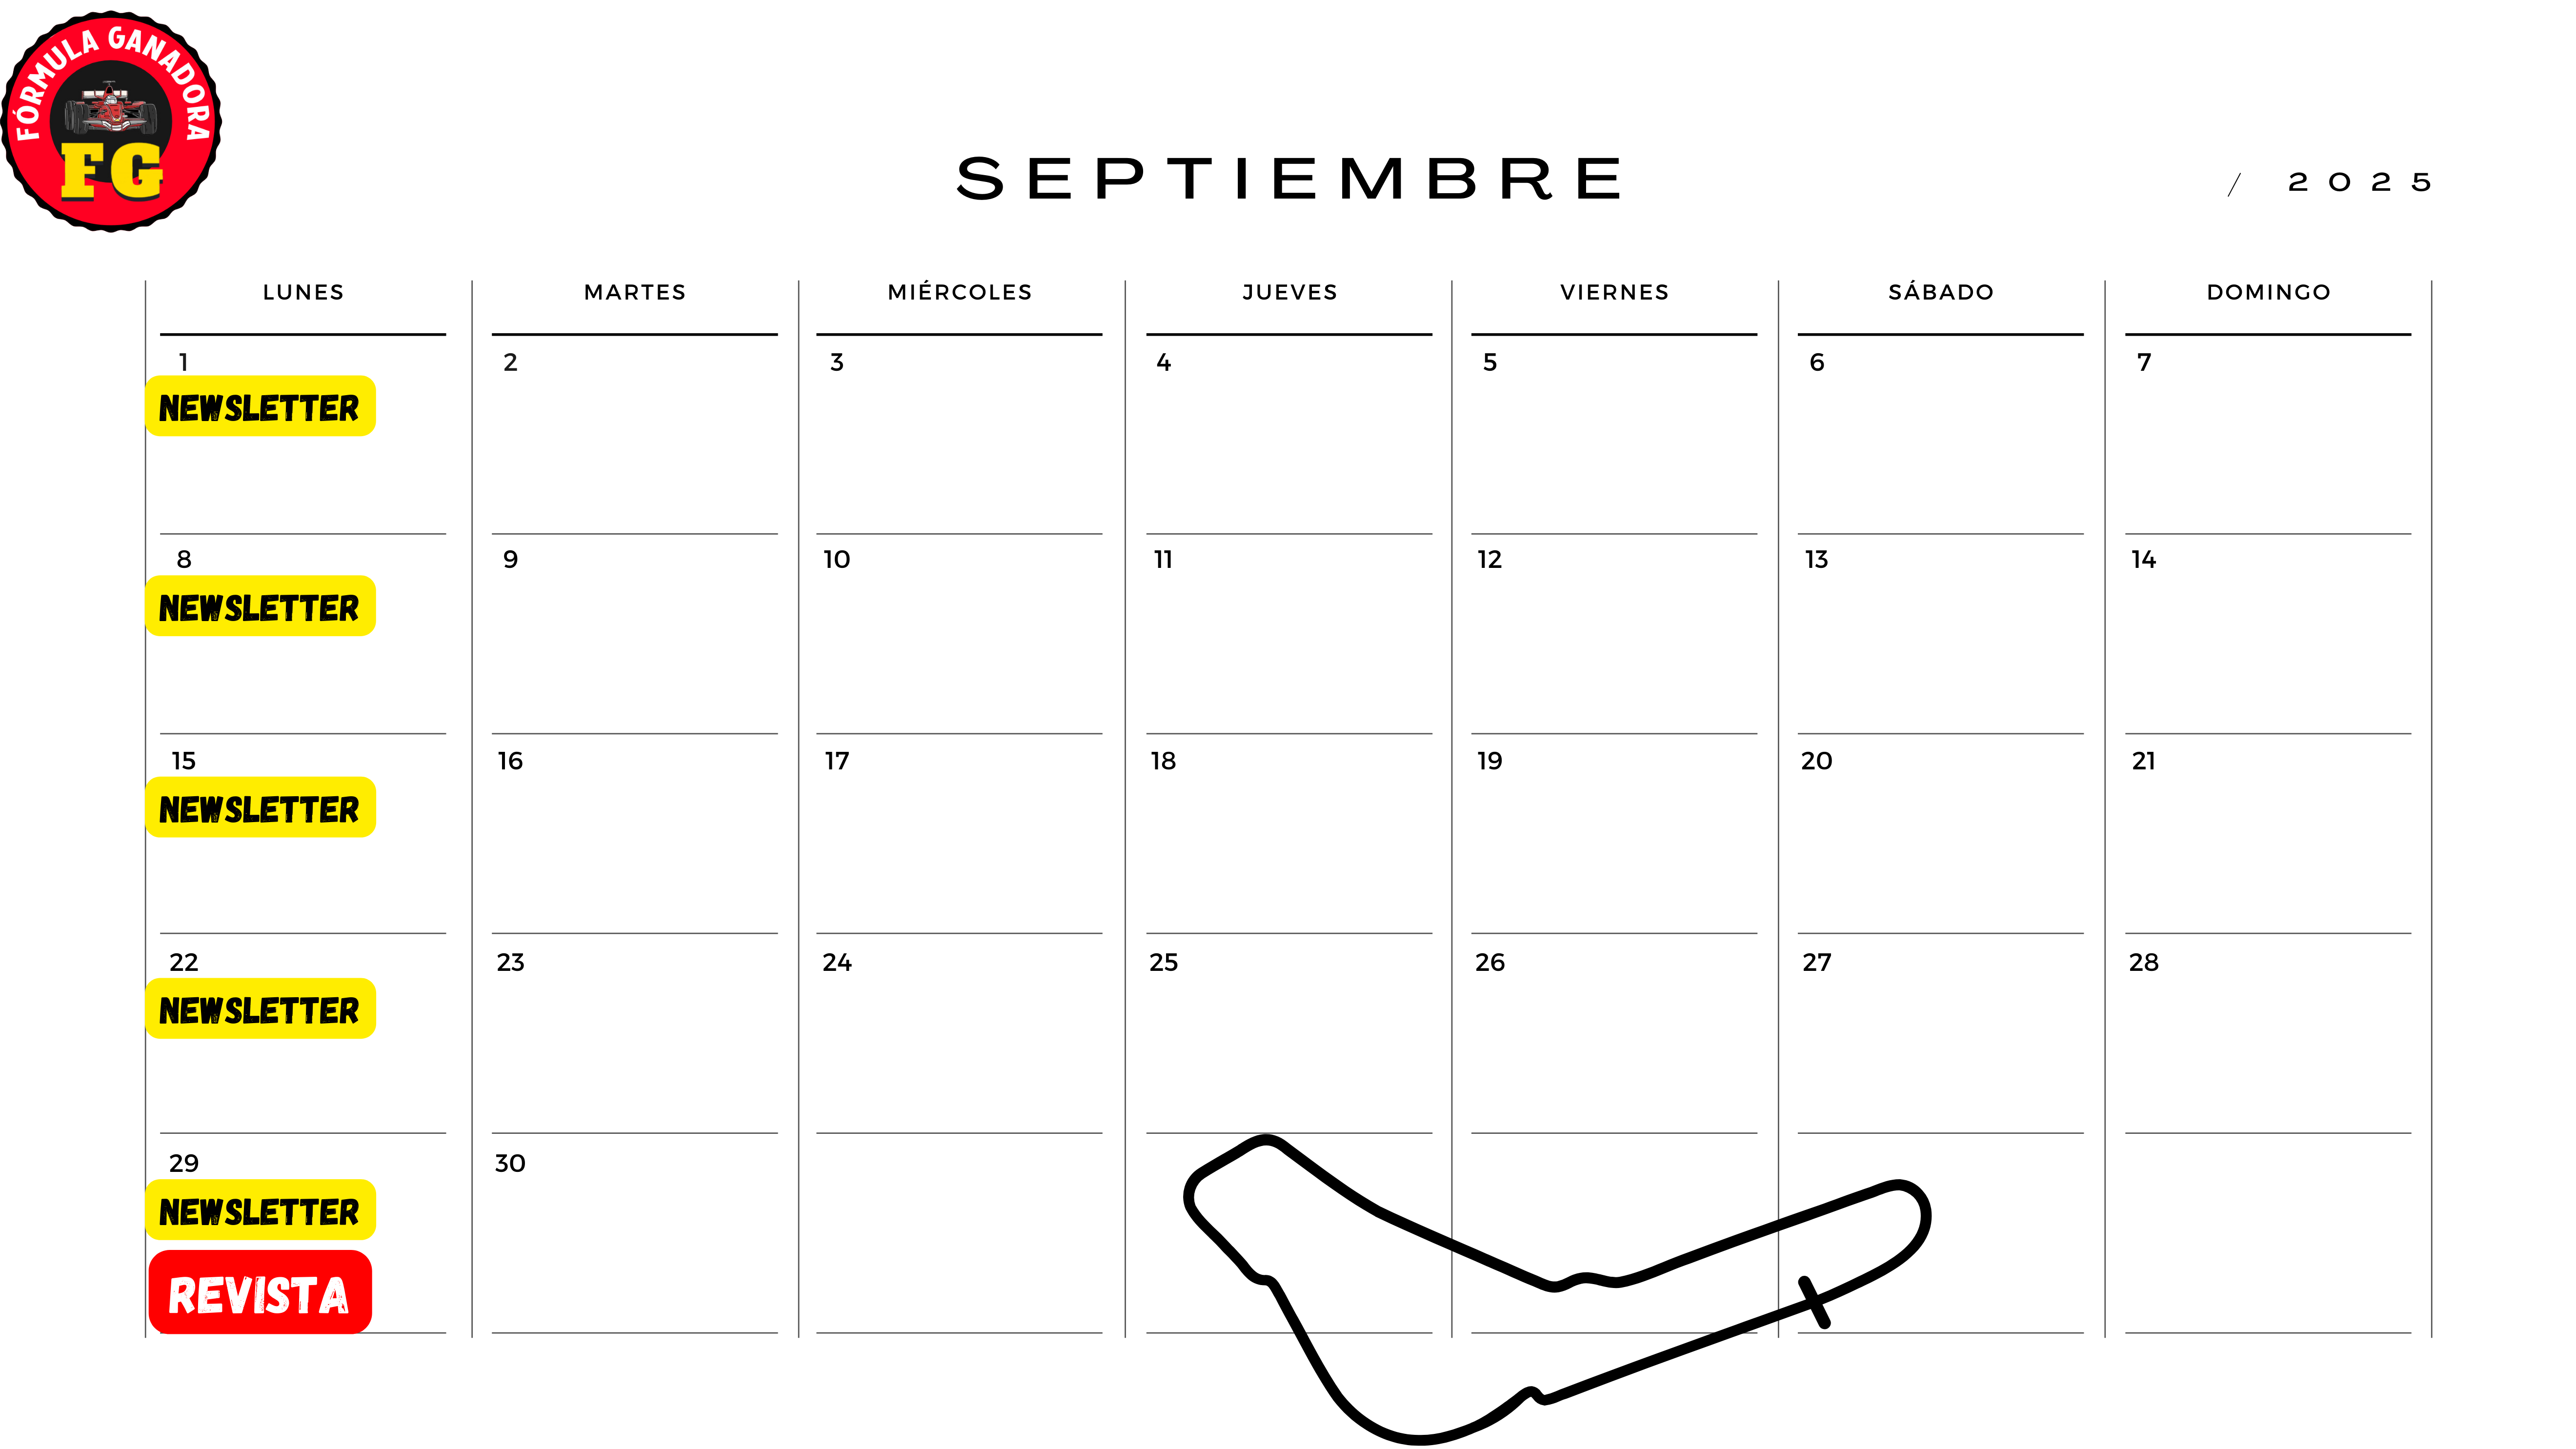 FÓRMULA GANADORA
FG
SEPTIEMBRE
/ 2025
LUNES MARTES MIÉRCOLES JUEVES VIERNES SÁBADO DOMINGO
1 2 3 4 5 6 7
NEWSLETTER
8 9 10 11 12 13 14
NEWSLETTER
15 16 17 18 19 20 21
NEWSLETTER
22 23 24 25 26 27 28
NEWSLETTER
29 30
NEWSLETTER
REVISTA